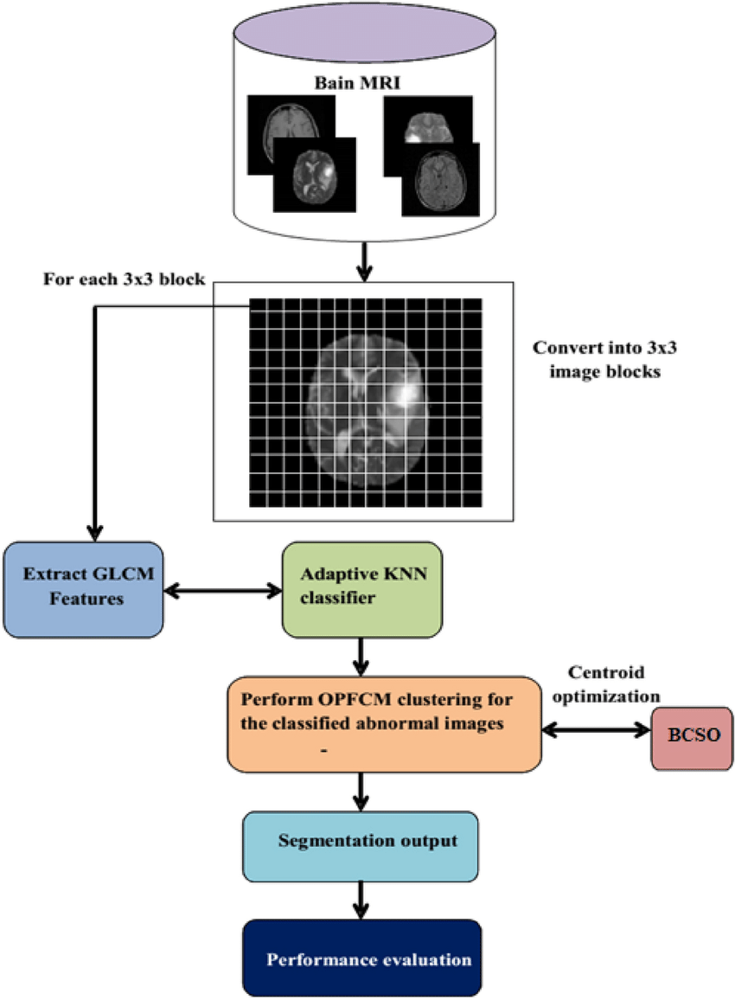 Bain MRI
For each 3x3 block
Convert into 3x3
image blocks
Extract GLCM
Features
Adaptive KNN
classifier
Perform OPFCM clustering for
the classified abnormal images
-
Centroid
optimization
BCSO
Segmentation output
Performance evaluation